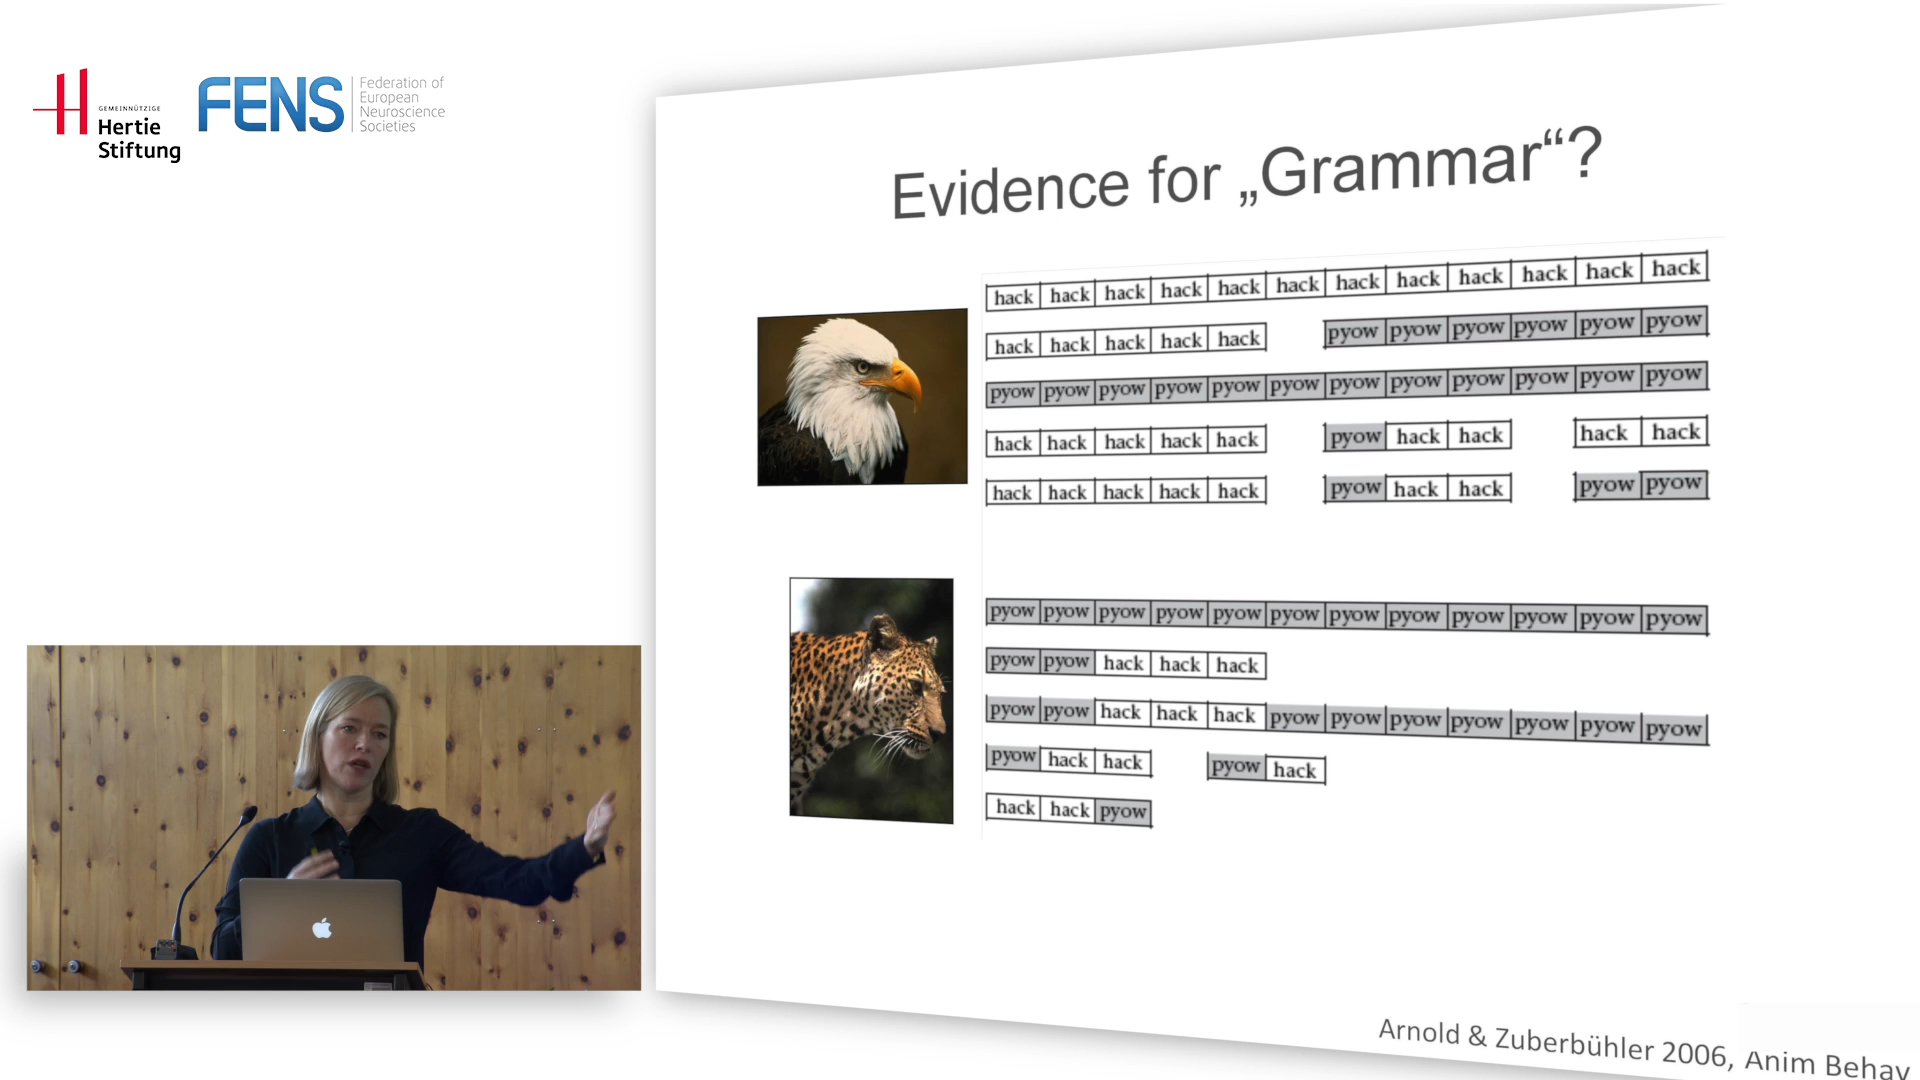 GEMEINNÜTZIGE
Hertie
Stiftung
FENS
Federation of
European
Neuroscience
Societies
Evidence for „Grammar“?
hack hack hack hack hack hack hack hack hack hack hack hack
hack hack hack hack hack pyow pyow pyow pyow pyow pyow
pyow pyow pyow pyow pyow pyow pyow pyow pyow pyow pyow pyow
hack hack hack hack hack pyow hack hack hack hack
hack hack hack hack hack pyow hack hack pyow pyow
pyow pyow pyow pyow pyow pyow pyow pyow pyow pyow pyow pyow
pyow pyow hack hack hack
pyow pyow hack hack hack pyow pyow pyow pyow pyow pyow pyow
pyow hack hack pyow hack
hack hack pyow
Arnold & Zuberbühler 2006, Anim Behav